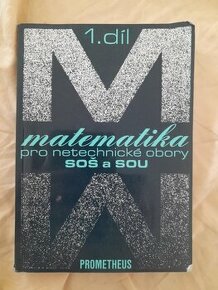 1. díl
matematika
pro netechnické obory
SOŠ a SOU
PROMETHEUS